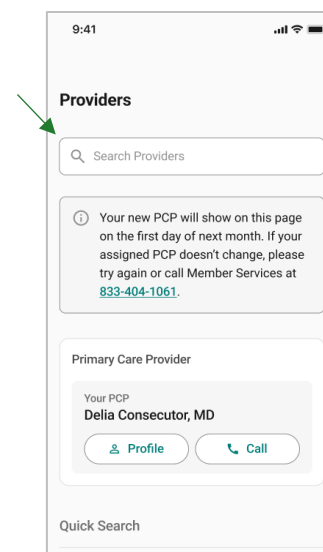 9:41
Providers
Search Providers
Your new PCP will show on this page
on the first day of next month. If your
assigned PCP doesn't change, please
try again or call Member Services at
833-404-1061.
Primary Care Provider
Your PCP
Delia Consecutor, MD
Profile Call
Quick Search